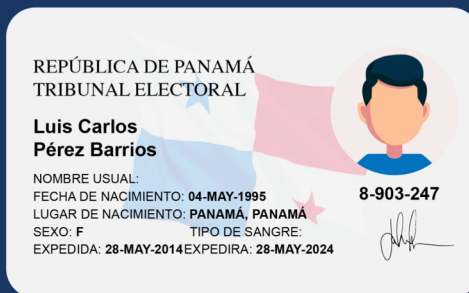 REPÚBLICA DE PANAMÁ
TRIBUNAL ELECTORAL
Luis Carlos
Pérez Barrios
NOMBRE USUAL:
FECHA DE NACIMIENTO: 04-MAY-1995
LUGAR DE NACIMIENTO: PANAMÁ, PANAMÁ
SEXO: F TIPO DE SANGRE:
EXPEDIDA: 28-MAY-2014 EXPEDIRA: 28-MAY-2024
8-903-247